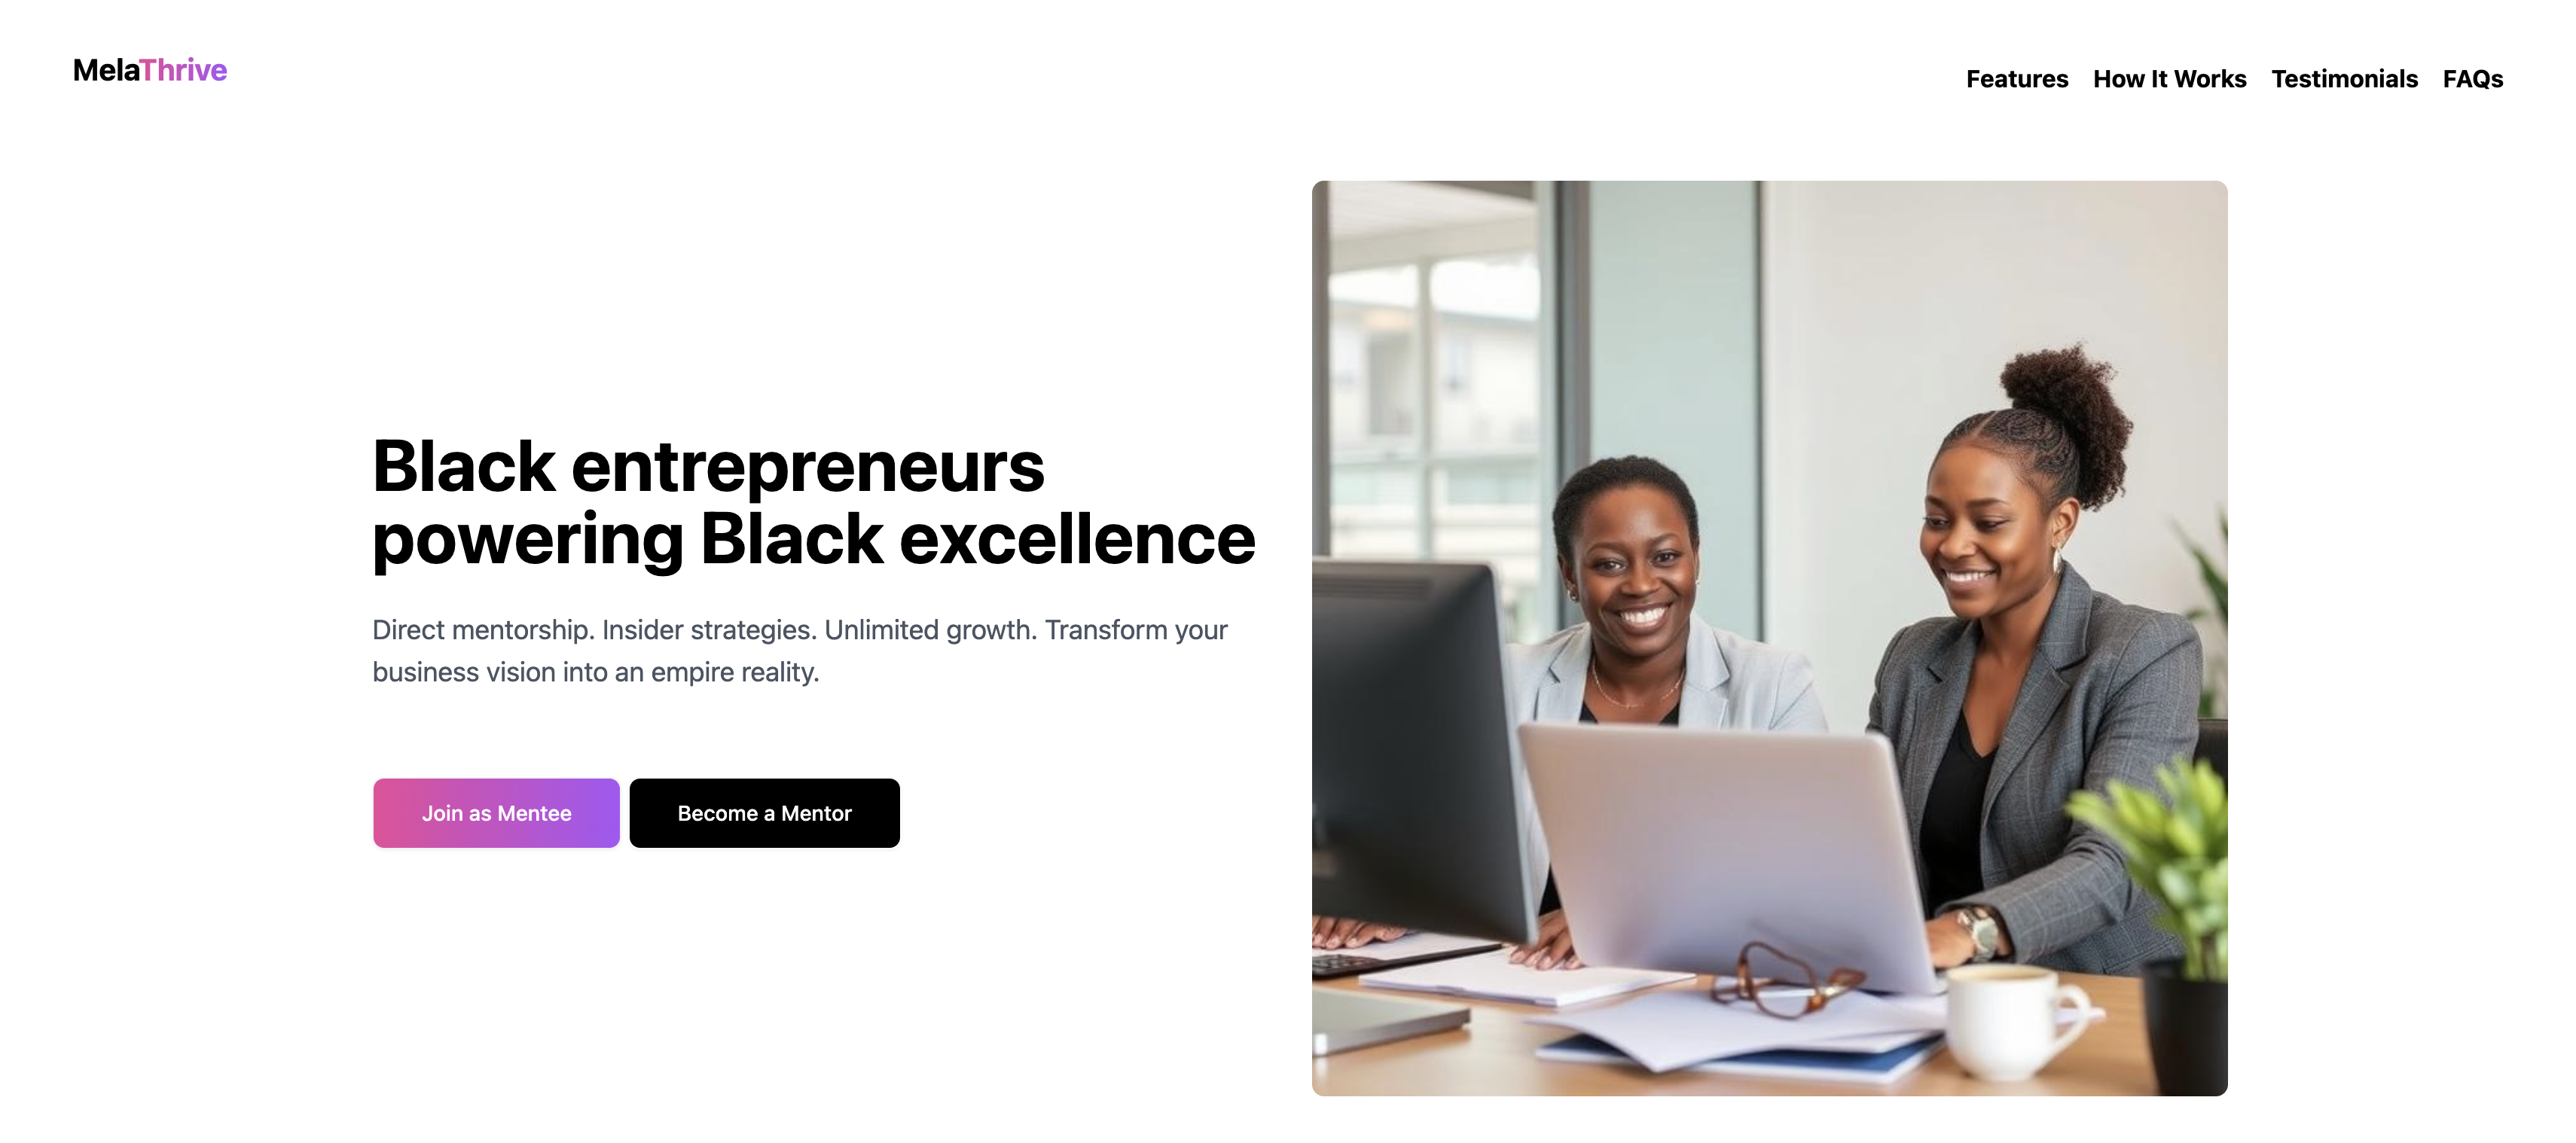 MelaThrive
Features How It Works Testimonials FAQs
Black entrepreneurs
powering Black excellence
Direct mentorship. Insider strategies. Unlimited growth. Transform your
business vision into an empire reality.
Join as Mentee Become a Mentor